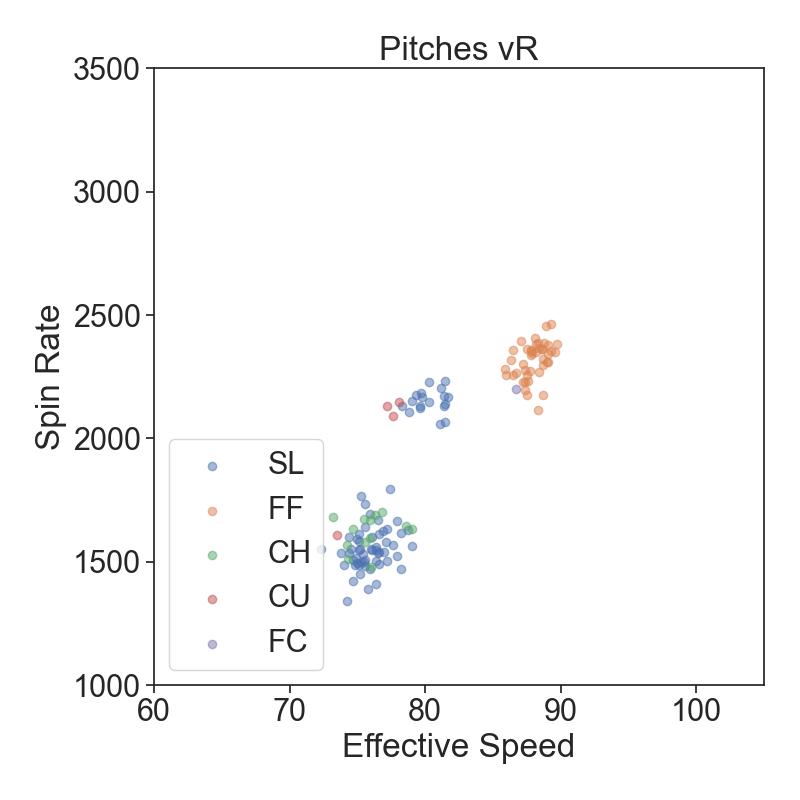 Pitches vR
3500
3000
2500
2000
1500
1000
Spin Rate
SL
FF
CH
CU
FC
60 70 80 90 100
Effective Speed